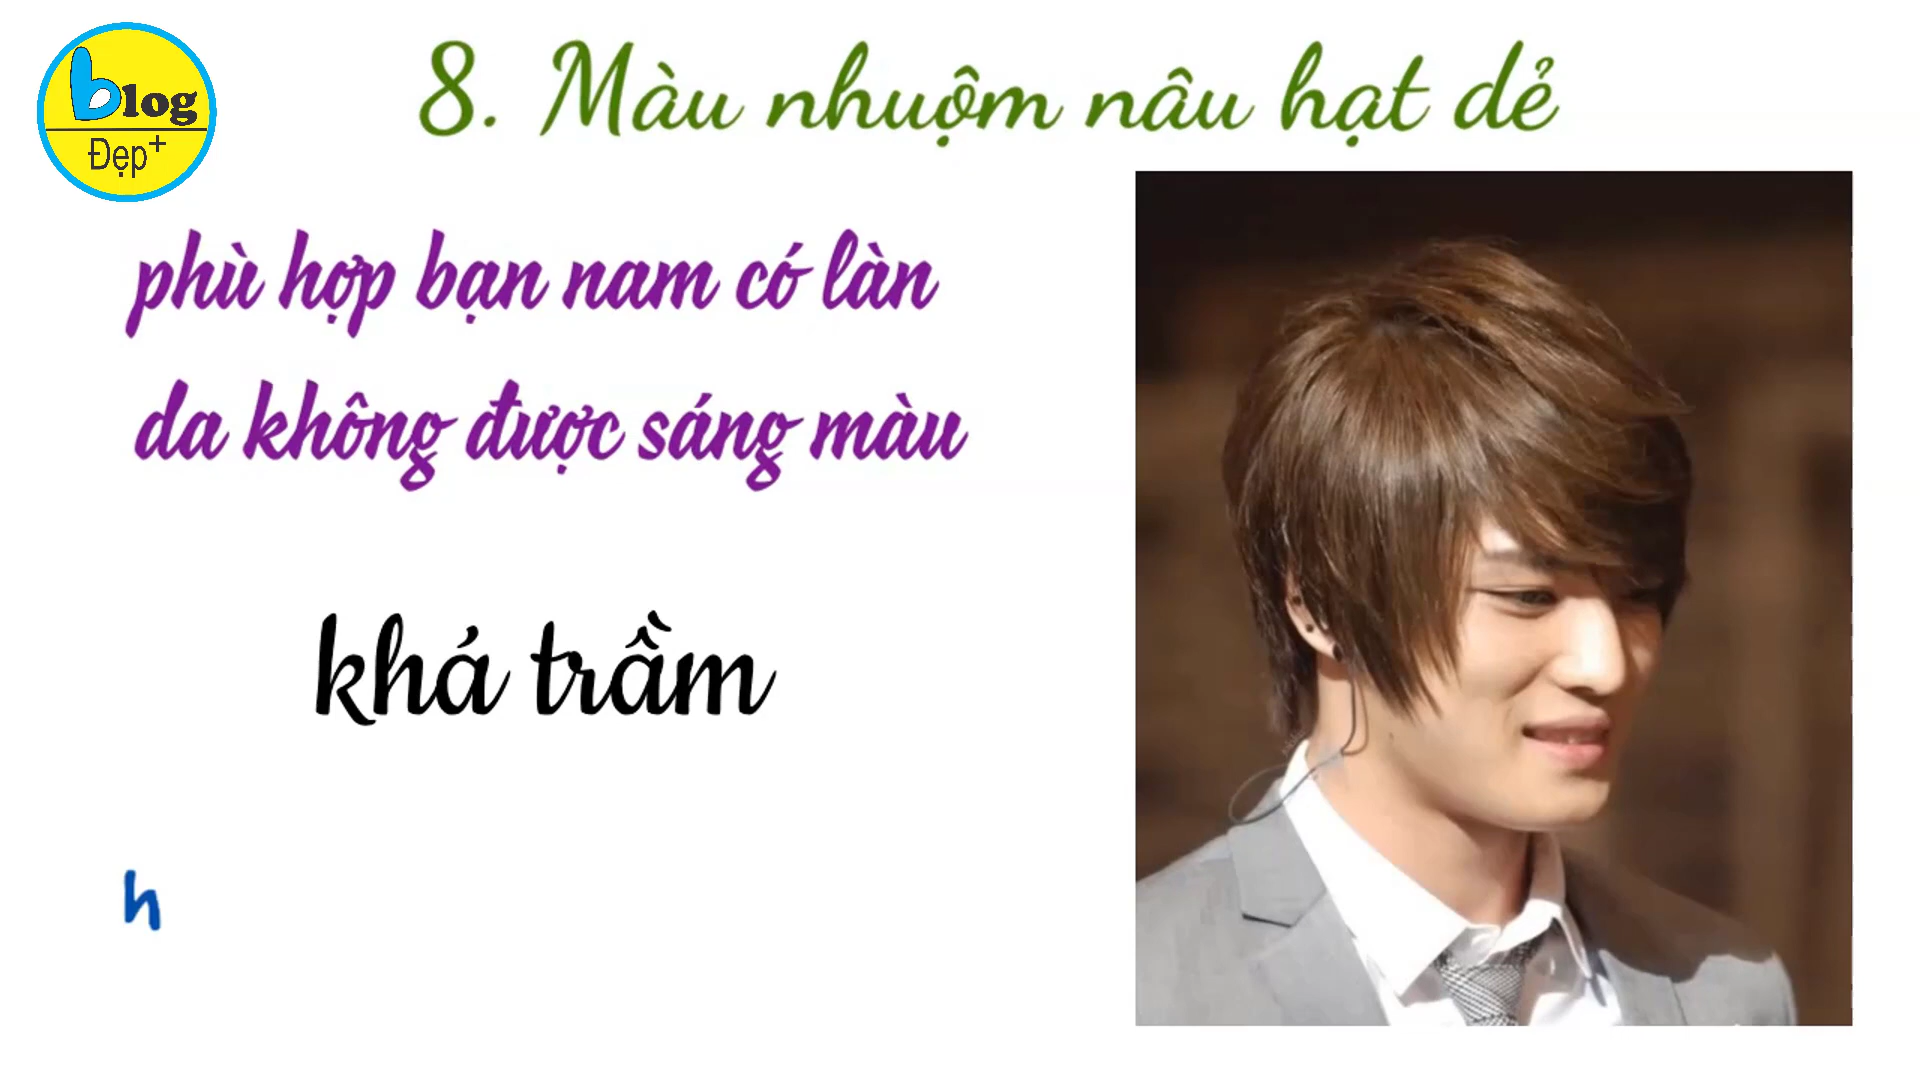 blog
Đẹp+
8. Màu nhuộm nâu hạt dẻ
phù hợp bạn nam có làn
da không được sáng màu
khá trầm
h